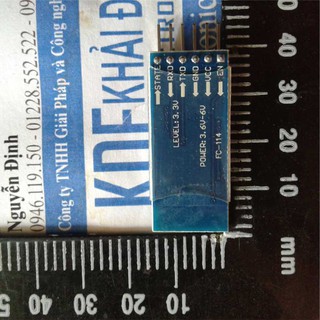 Nguyễn Định
0946.119.150 - 01228.552.522 - 09
Công ty TNHH Giải Pháp và Công
KHẢI
STATE
RXD
TXD
GND
VCC
EN
LEVEL:3.3V
POWER:3.6V~6V
FC-114
40
30
20
10
mm
40
30
20
10